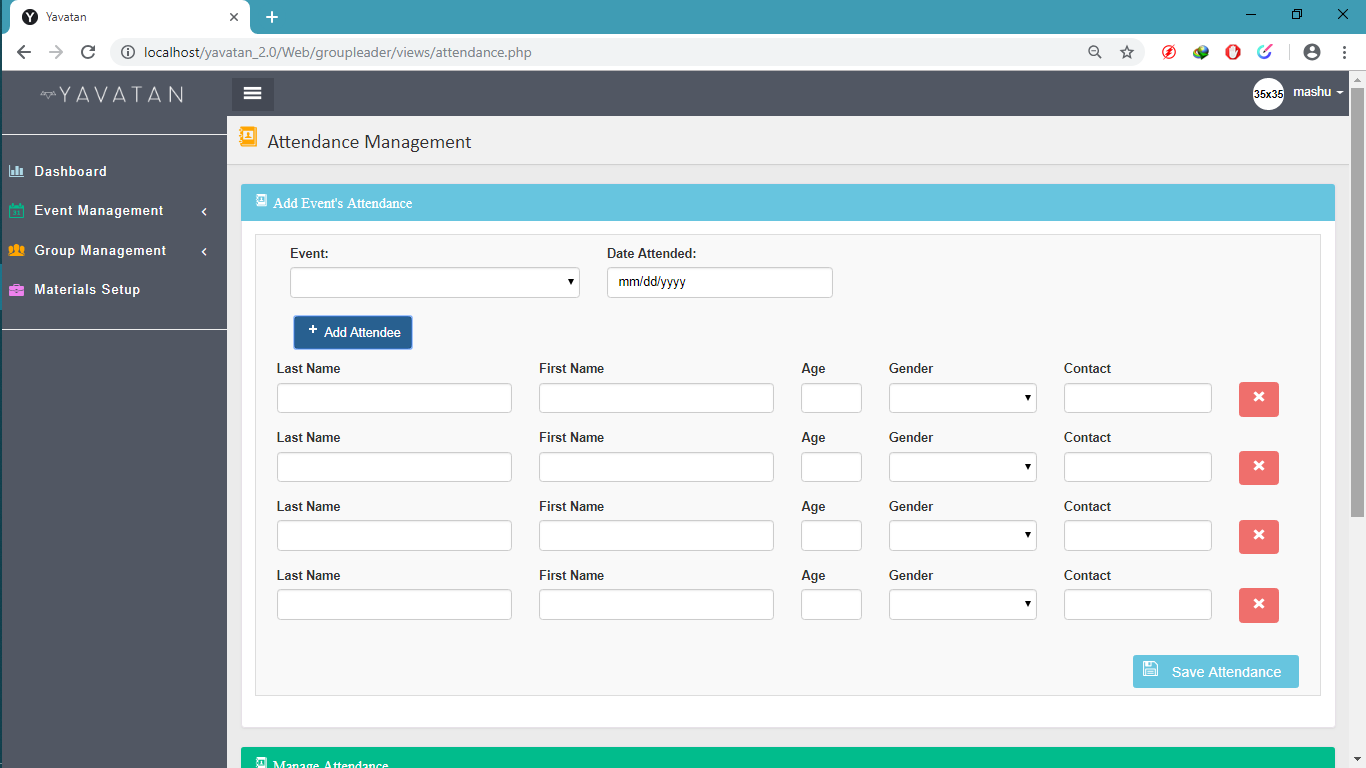 Yavatan
localhost/yavatan_2.0/Web/groupleader/views/attendance.php
YAVATAN
35x35 mashu
Attendance Management
Dashboard
Event Management
Group Management
Materials Setup
Add Event's Attendance
Event: Date Attended:
mm/dd/yyyy
+ Add Attendee
Last Name First Name Age Gender Contact
Last Name First Name Age Gender Contact
Last Name First Name Age Gender Contact
Last Name First Name Age Gender Contact
Save Attendance
Manage Attendance